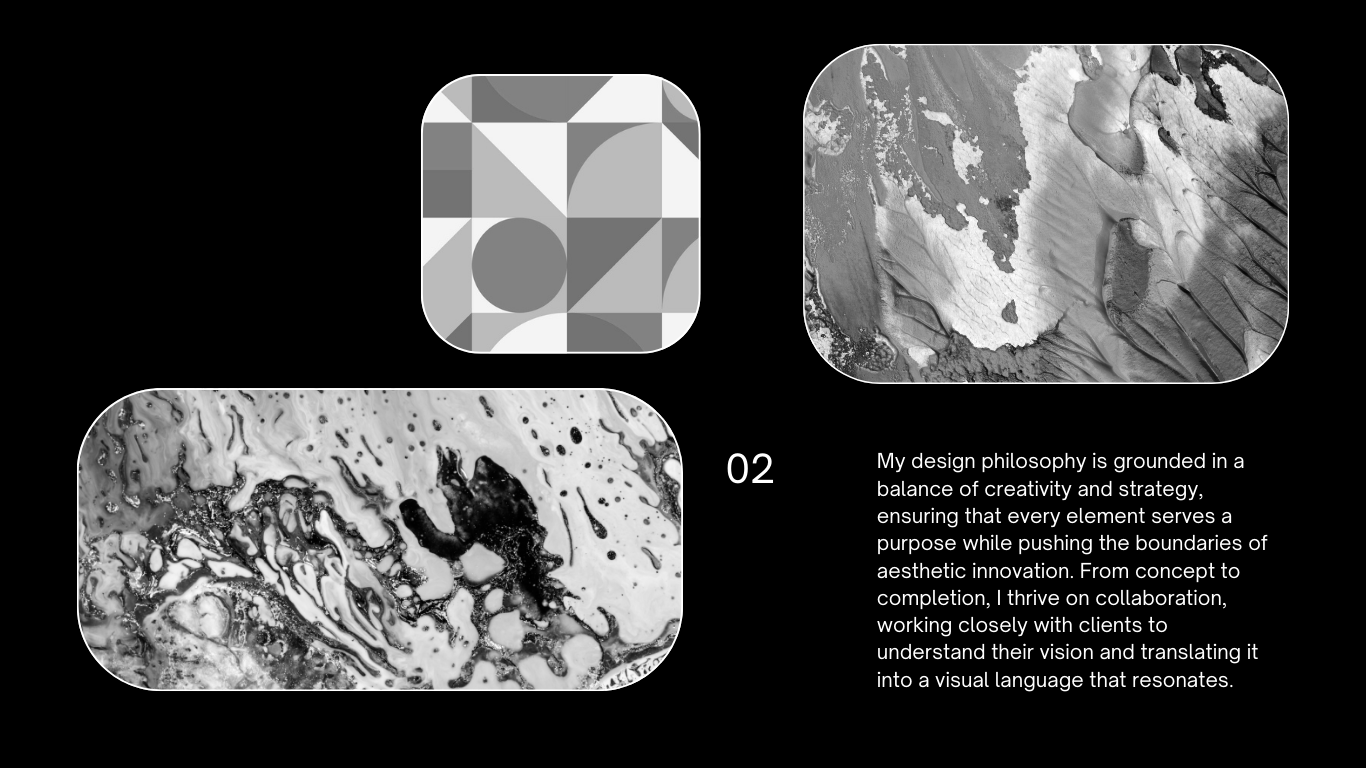 02
My design philosophy is grounded in a
balance of creativity and strategy,
ensuring that every element serves a
purpose while pushing the boundaries of
aesthetic innovation. From concept to
completion, I thrive on collaboration,
working closely with clients to
understand their vision and translating it
into a visual language that resonates.